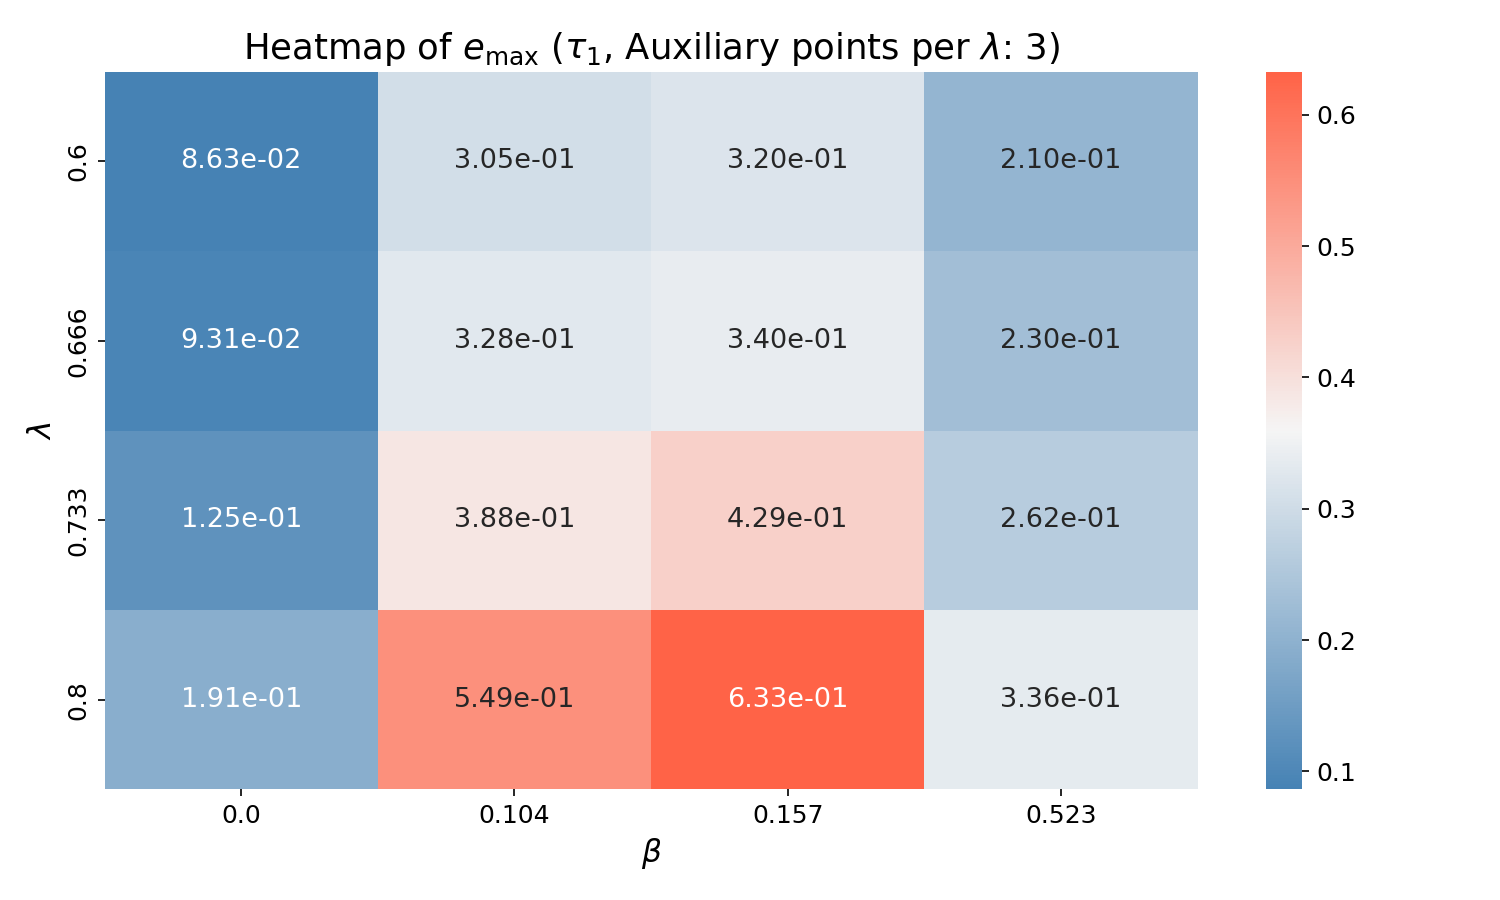 Heatmap of e_max (τ_1, Auxiliary points per λ: 3)
0.6 8.63e-02 3.05e-01 3.20e-01 2.10e-01
0.666 9.31e-02 3.28e-01 3.40e-01 2.30e-01
0.733 1.25e-01 3.88e-01 4.29e-01 2.62e-01
0.8 1.91e-01 5.49e-01 6.33e-01 3.36e-01
λ
0.0 0.104 0.157 0.523
β
0.6
0.5
0.4
0.3
0.2
0.1